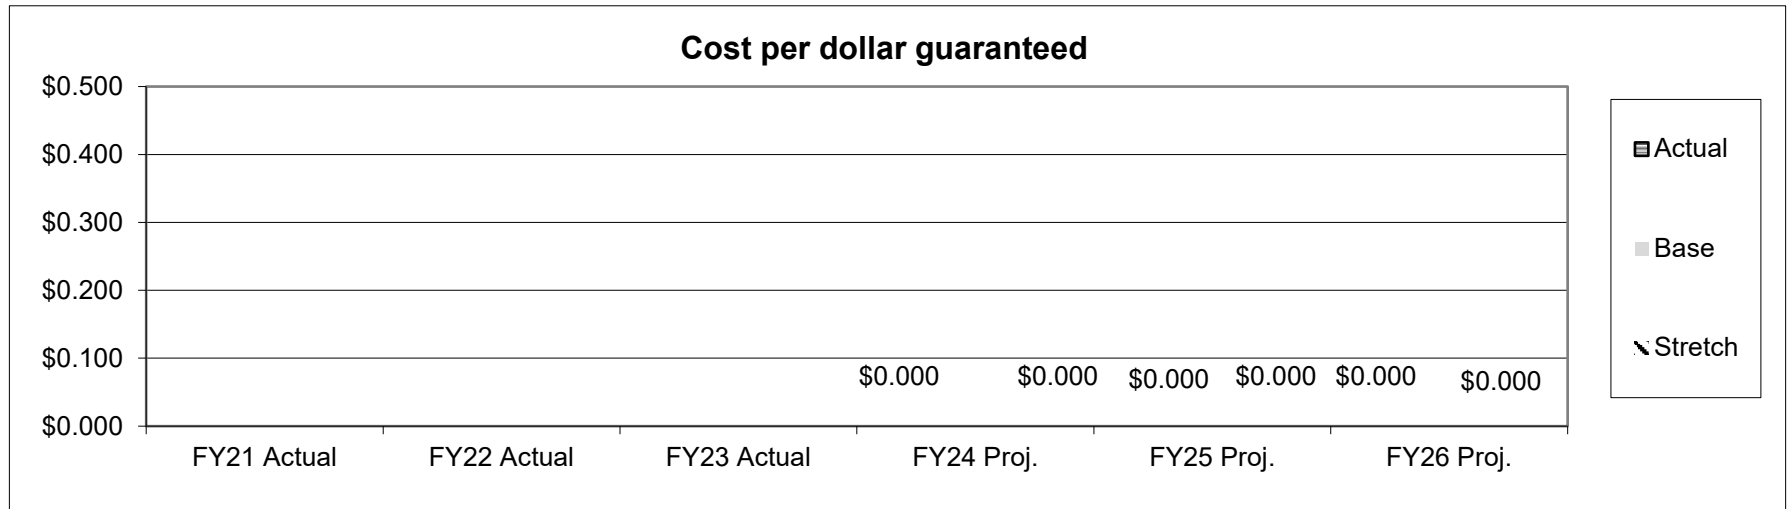 Cost per dollar guaranteed
$0.500
$0.400
$0.300
$0.200
$0.100
$0.000
$0.000 $0.000 $0.000 $0.000 $0.000 $0.000
FY21 Actual FY22 Actual FY23 Actual FY24 Proj. FY25 Proj. FY26 Proj.
Actual
Base
Stretch